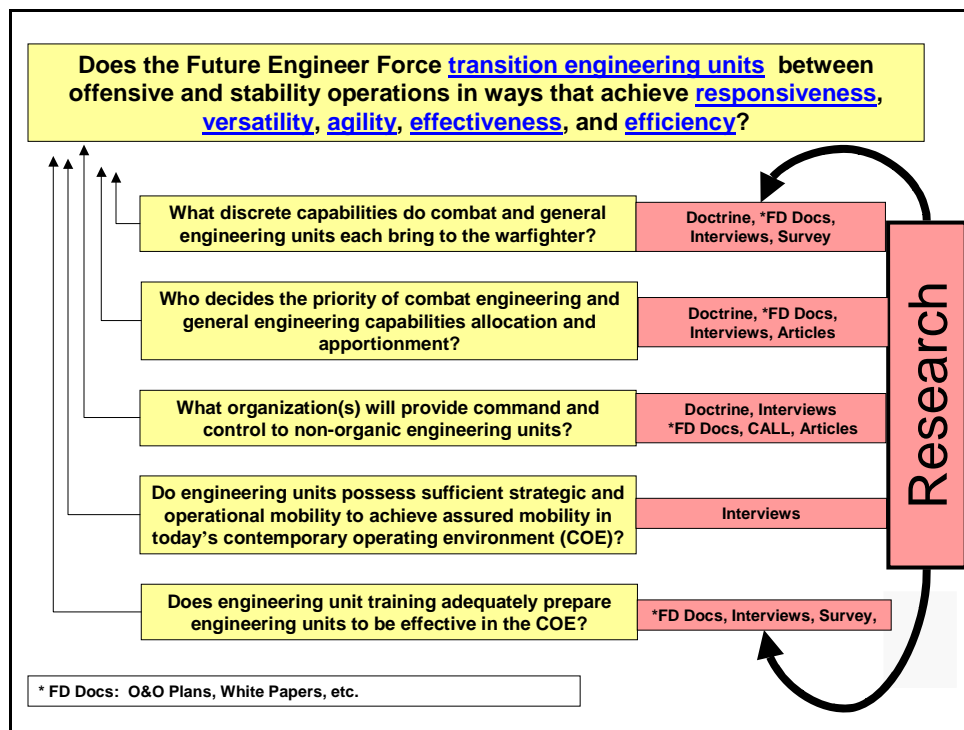 Does the Future Engineer Force transition engineering units between
offensive and stability operations in ways that achieve responsiveness,
versatility, agility, effectiveness, and efficiency?
What discrete capabilities do combat and general
engineering units each bring to the warfighter?
Doctrine, *FD Docs,
Interviews, Survey
Who decides the priority of combat engineering and
general engineering capabilities allocation and
apportionment?
Doctrine, *FD Docs,
Interviews, Articles
What organization(s) will provide command and
control to non-organic engineering units?
Doctrine, Interviews
*FD Docs, CALL, Articles
Do engineering units possess sufficient strategic and
operational mobility to achieve assured mobility in
today's contemporary operating environment (COE)?
Interviews
Does engineering unit training adequately prepare
engineering units to be effective in the COE?
*FD Docs, Interviews, Survey,
Research
* FD Docs: O&O Plans, White Papers, etc.